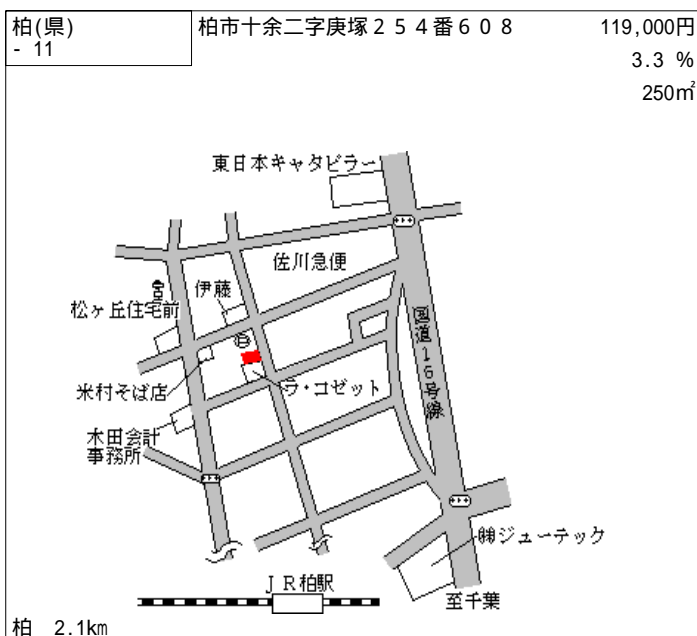 柏(県)
- 11
柏市十余二字庚塚２５４番６０８
119,000円
3.3 %
250㎡
東日本キャタピラー
佐川急便
伊藤
松ヶ丘住宅前
国道16号線
米村そば店
ラ・コゼット
木田会計
事務所
㈱ジューテック
ＪＲ柏駅
至千葉
柏 2.1km